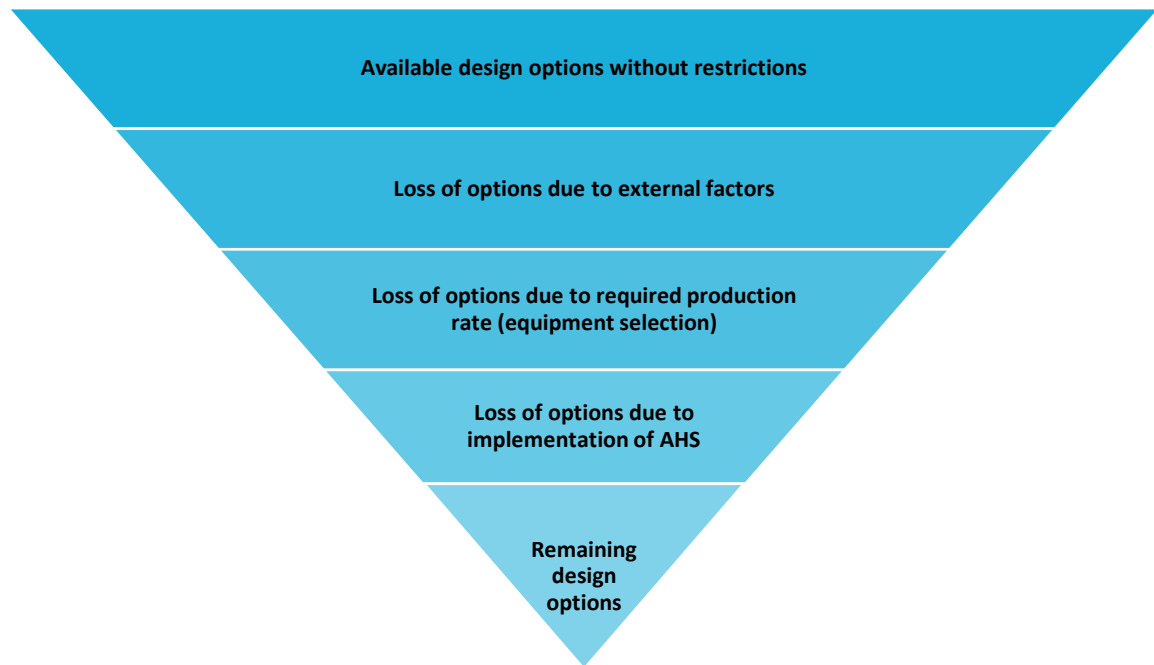 Available design options without restrictions
Loss of options due to external factors
Loss of options due to required production
rate (equipment selection)
Loss of options due to
implementation of AHS
Remaining
design
options